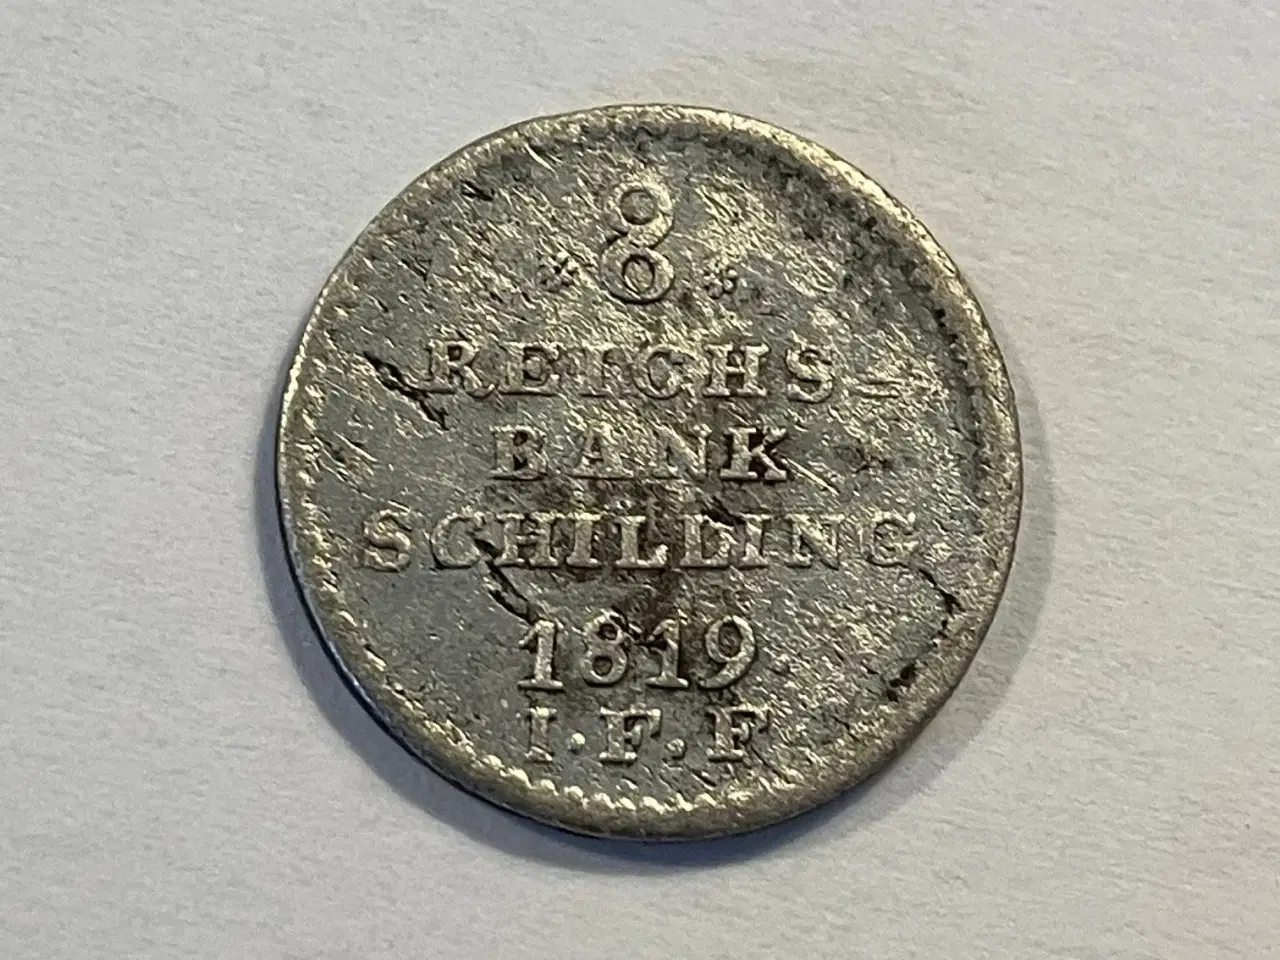 * 8 *
REICHS-
BANK
SCHILLING
1819
I.F.F